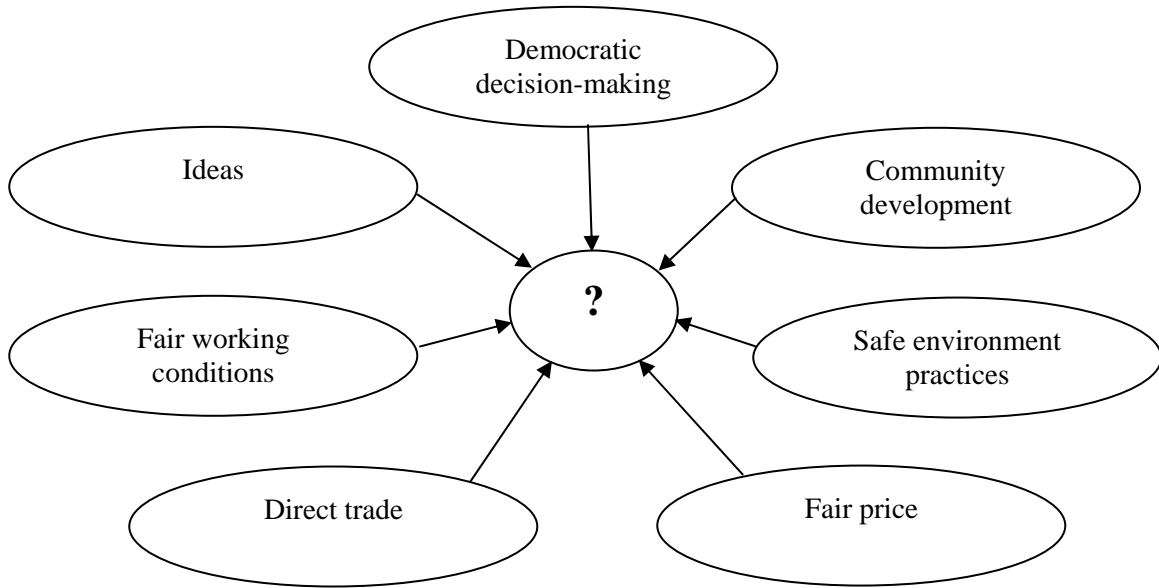 Democratic
decision-making
Ideas
Community
development
?
Fair working
conditions
Safe environment
practices
Direct trade
Fair price